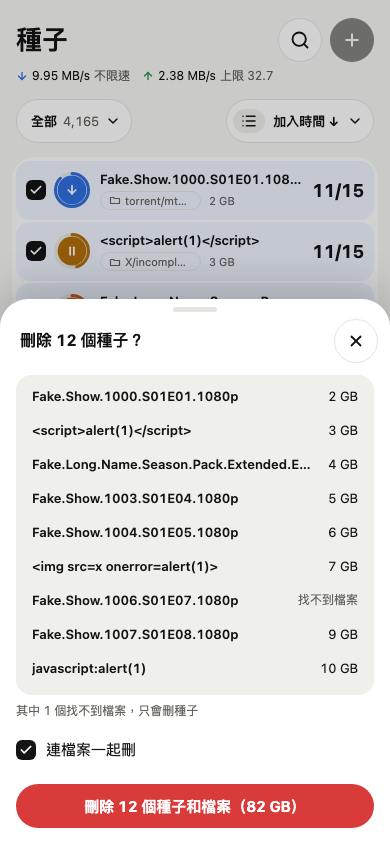 種子
9.95 MB/s 不限速 2.38 MB/s 上限 32.7
全部 4,165
加入時間
Fake.Show.1000.S01E01.108... 11/15
torrent/mt... 2 GB
<script>alert(1)</script> 11/15
X/incompl... 3 GB
刪除 12 個種子？
Fake.Show.1000.S01E01.1080p 2 GB
<script>alert(1)</script> 3 GB
Fake.Long.Name.Season.Pack.Extended.E... 4 GB
Fake.Show.1003.S01E04.1080p 5 GB
Fake.Show.1004.S01E05.1080p 6 GB
<img src=x onerror=alert(1)> 7 GB
Fake.Show.1006.S01E07.1080p 找不到檔案
Fake.Show.1007.S01E08.1080p 9 GB
javascript:alert(1) 10 GB
其中 1 個找不到檔案，只會刪種子
連檔案一起刪
刪除 12 個種子和檔案（82 GB）